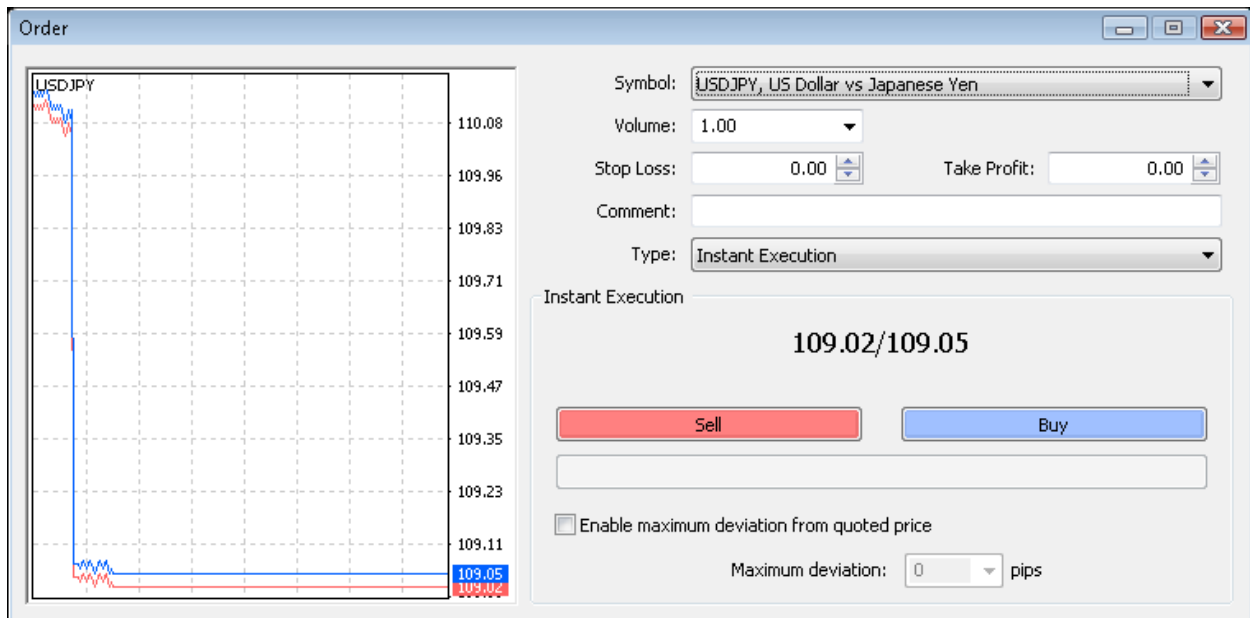 Order
USDJPY
110.08
109.96
109.83
109.71
109.59
109.47
109.35
109.23
109.11
109.05
109.02
Symbol: USDJPY, US Dollar vs Japanese Yen
Volume: 1.00
Stop Loss: 0.00 Take Profit: 0.00
Comment:
Type: Instant Execution
Instant Execution
109.02/109.05
Sell Buy
Enable maximum deviation from quoted price
Maximum deviation: 0 pips